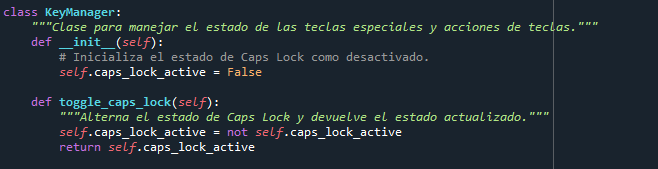 class KeyManager:
    """Clase para manejar el estado de las teclas especiales y acciones de teclas."""
    def __init__(self):
        # Inicializa el estado de Caps Lock como desactivado.
        self.caps_lock_active = False

    def toggle_caps_lock(self):
        """Alterna el estado de Caps Lock y devuelve el estado actualizado."""
        self.caps_lock_active = not self.caps_lock_active
        return self.caps_lock_active